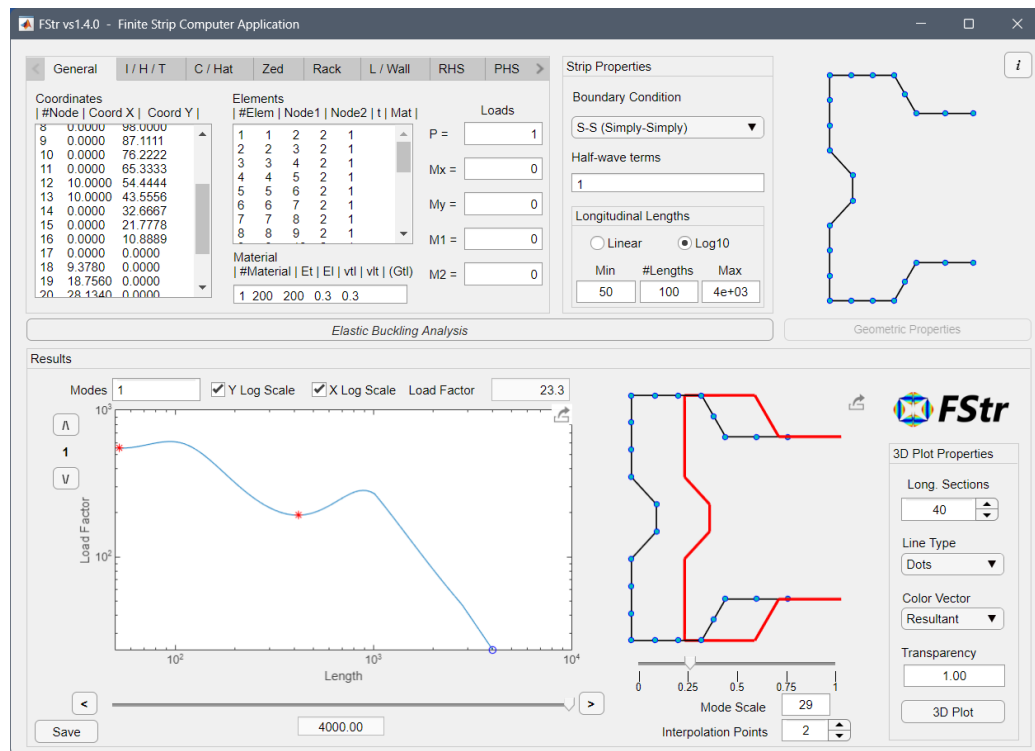 FStr vs1.4.0 - Finite Strip Computer Application
General I / H / T C / Hat Zed Rack L / Wall RHS PHS
Coordinates
| #Node | Coord X | Coord Y |
8 0.0000 98.0000
9 0.0000 87.1111
10 0.0000 76.2222
11 0.0000 65.3333
12 10.0000 54.4444
13 10.0000 43.5556
14 0.0000 32.6667
15 0.0000 21.7778
16 0.0000 10.8889
17 0.0000 0.0000
18 9.3780 0.0000
19 18.7560 0.0000
20 28.1340 0.0000
Elements
| #Elem | Node1 | Node2 | t | Mat |
1 1 2 2 1
2 2 3 2 1
3 3 4 2 1
4 4 5 2 1
5 5 6 2 1
6 6 7 2 1
7 7 8 2 1
8 8 9 2 1
Material
| #Material | Et | El | vtl | vlt | (Gtl)
1 200 200 0.3 0.3
Loads
P = 1
Mx = 0
My = 0
M1 = 0
M2 = 0
Strip Properties
Boundary Condition
S-S (Simply-Simply)
Half-wave terms
1
Longitudinal Lengths
Linear Log10
Min #Lengths Max
50 100 4e+03
i
Elastic Buckling Analysis
Geometric Properties
Results
Modes 1 Y Log Scale X Log Scale Load Factor 23.3
/\
1
\/
Load Factor
10³
10²
10² 10³ 10⁴
Length
< >
4000.00
Save
0 0.25 0.5 0.75 1
Mode Scale 29
Interpolation Points 2
FStr
3D Plot Properties
Long. Sections
40
Line Type
Dots
Color Vector
Resultant
Transparency
1.00
3D Plot